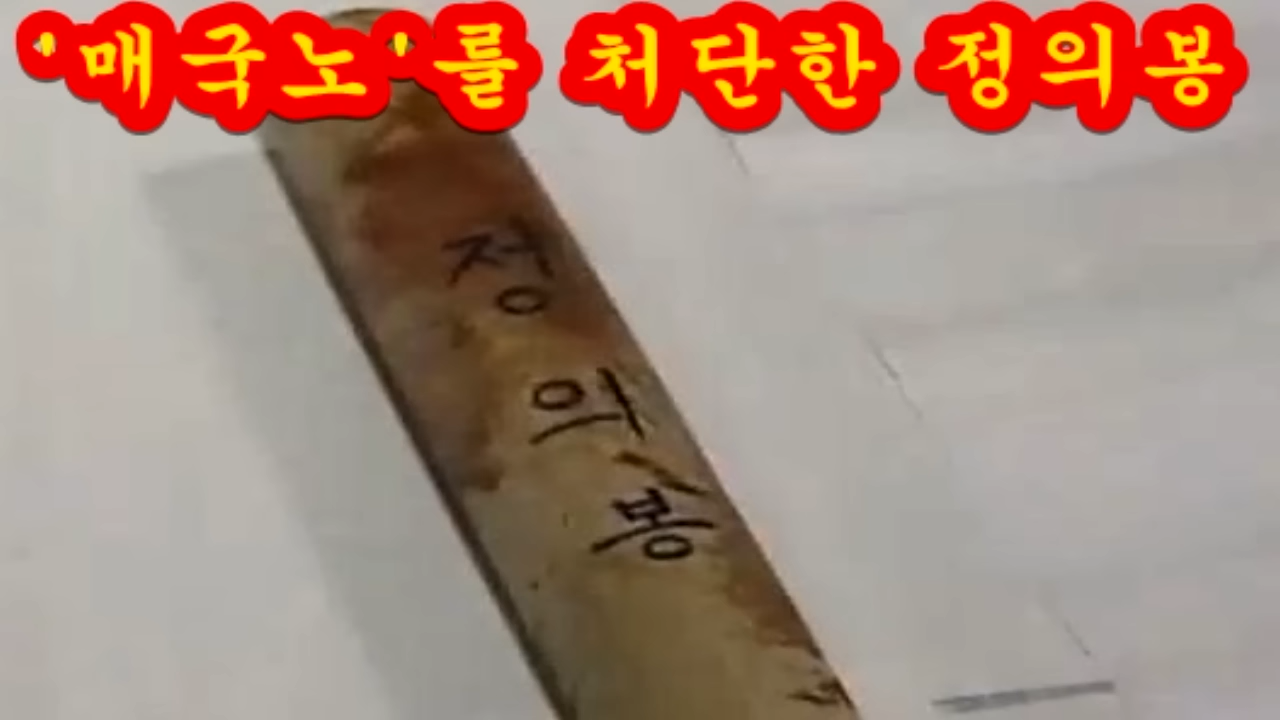 '매국노'를 처단한 정의봉
정
의
봉